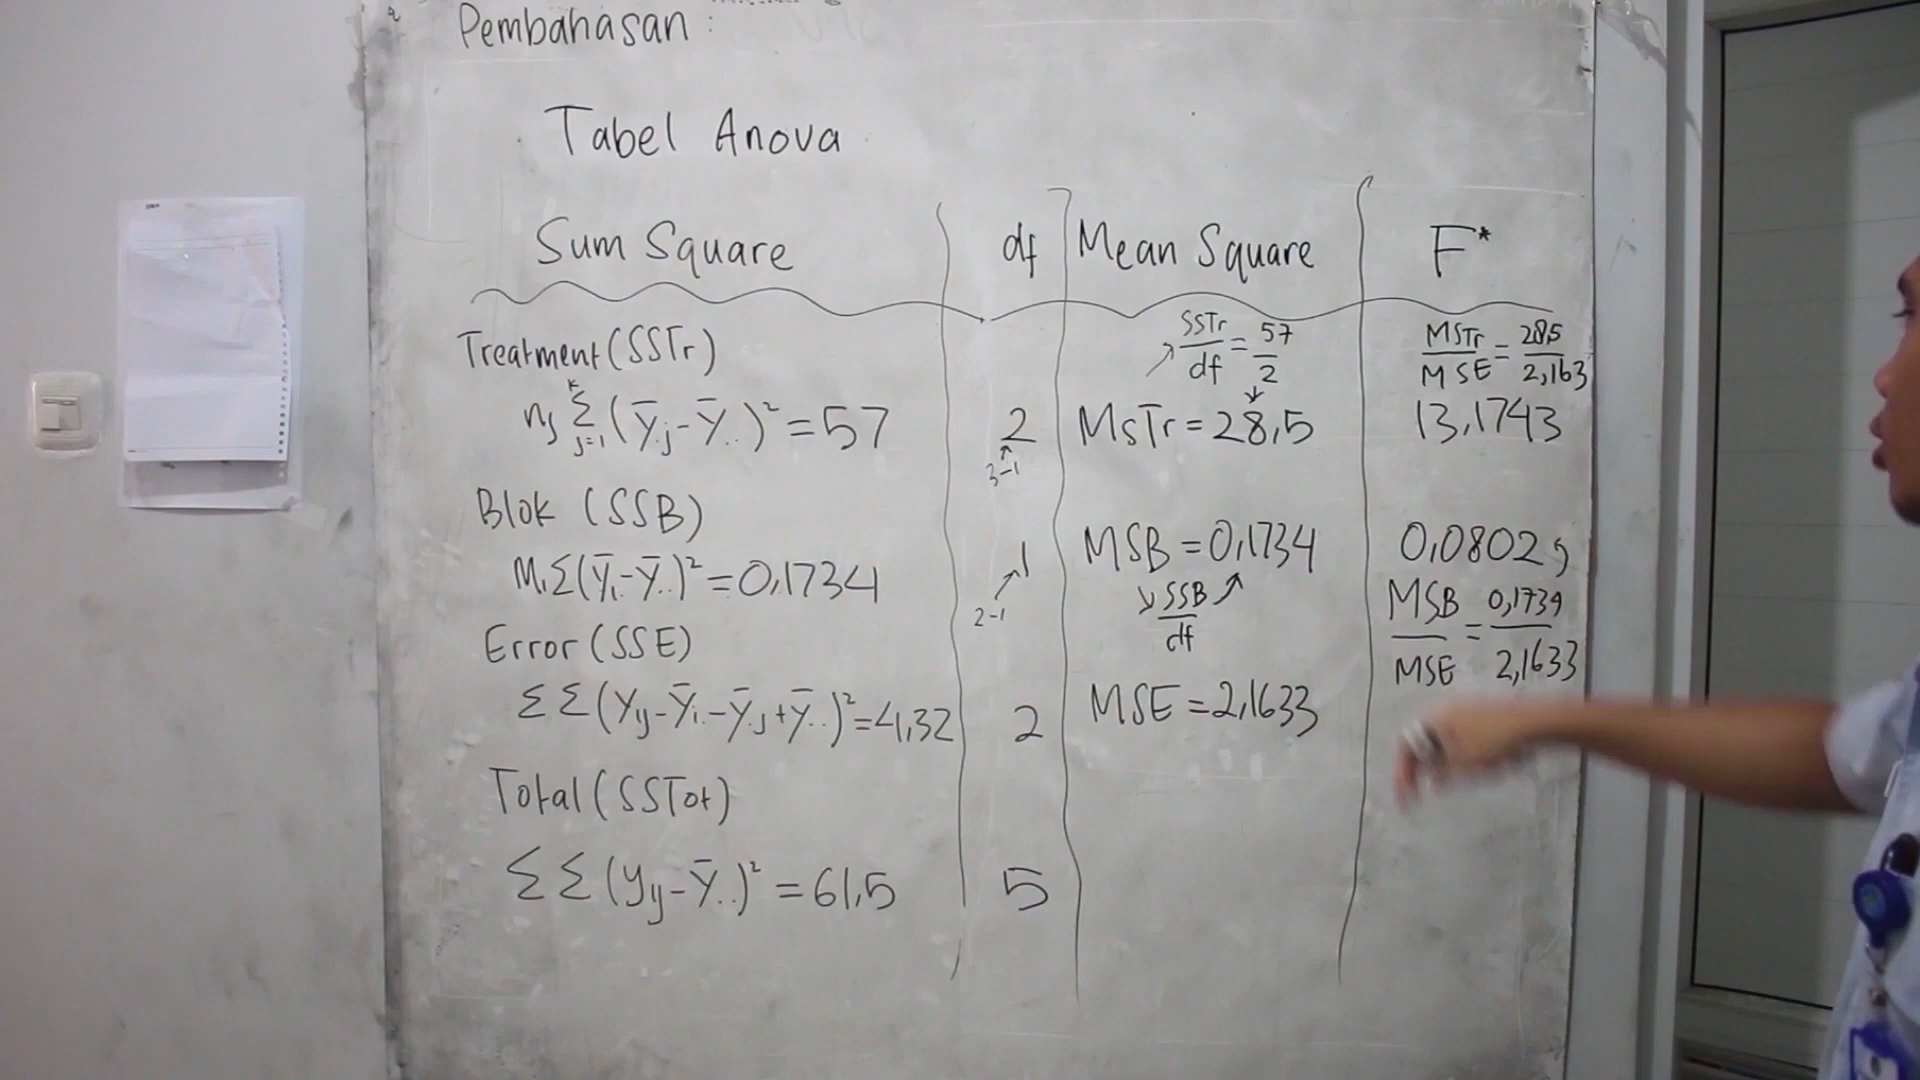 Pembahasan :
Tabel Anova
Sum Square df Mean Square F*
Treatment (SSTr) SSTr/df = 57/2 MSTr/MSE = 28,5/2,163
nj Σ j=1 k (ȳ.j - ȳ..)² = 57 2 MSTr = 28,5 13,1743
3-1
Blok (SSB)
Mi Σ (ȳi. - ȳ..)² = 0,1734 1 MSB = 0,1734 0,0802
2-1 SSB/df MSB/MSE = 0,1734/2,1633
Error (SSE)
Σ Σ (yij - ȳi. - ȳ.j + ȳ..)² = 4,32 2 MSE = 2,1633
Total (SSTot)
Σ Σ (yij - ȳ..)² = 61,5 5